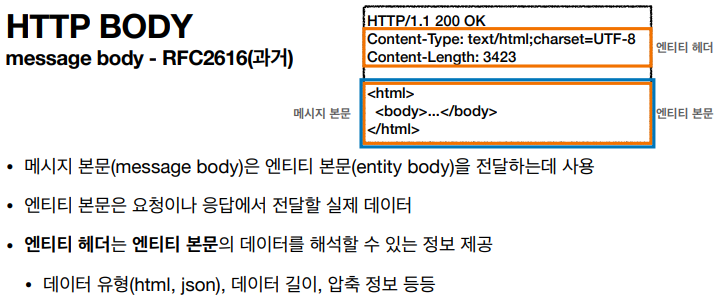 HTTP BODY
message body - RFC2616(과거)
HTTP/1.1 200 OK
Content-Type: text/html;charset=UTF-8
Content-Length: 3423
엔티티 헤더
<html>
<body>...</body>
</html>
메시지 본문
엔티티 본문
• 메시지 본문(message body)은 엔티티 본문(entity body)을 전달하는데 사용
• 엔티티 본문은 요청이나 응답에서 전달할 실제 데이터
• 엔티티 헤더는 엔티티 본문의 데이터를 해석할 수 있는 정보 제공
• 데이터 유형(html, json), 데이터 길이, 압축 정보 등등